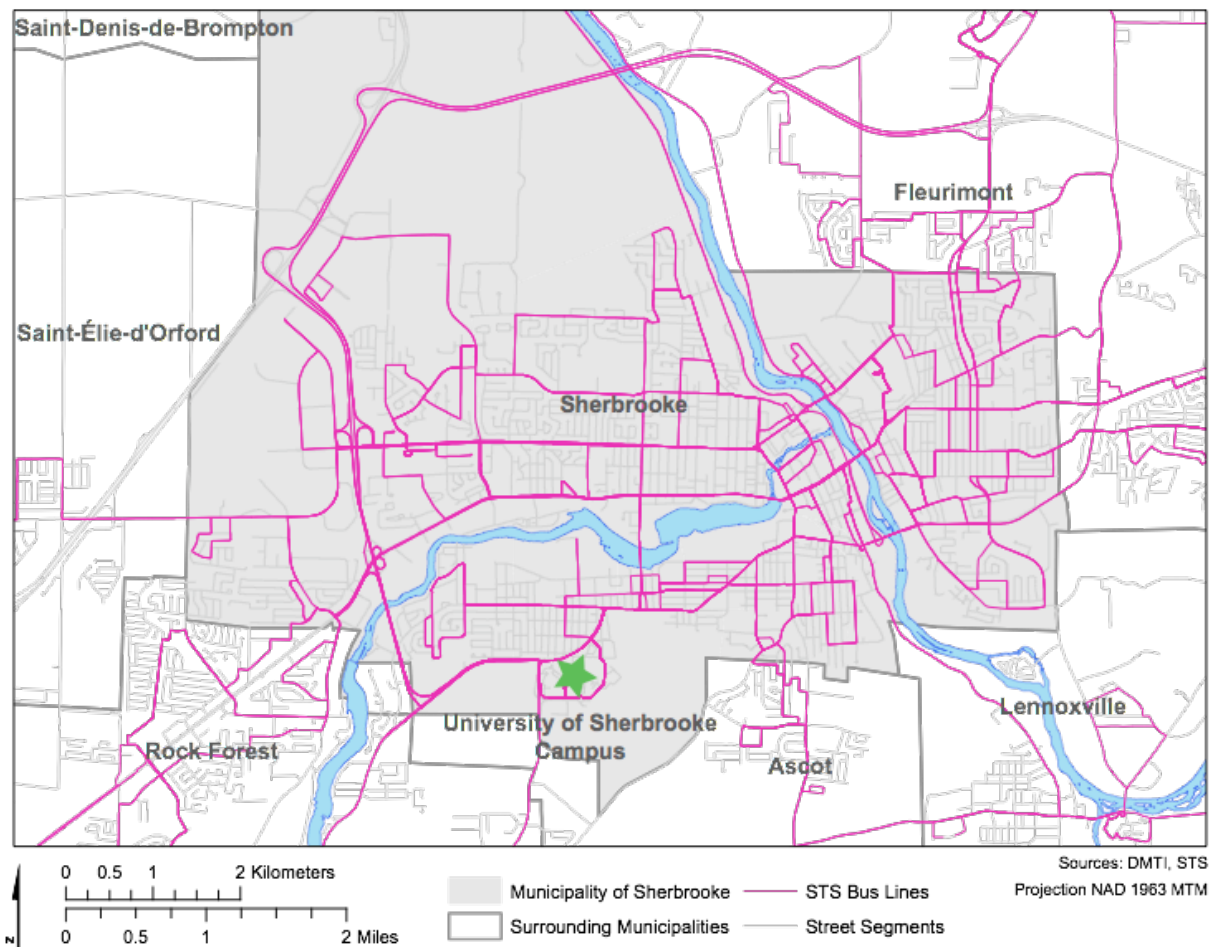 Saint-Denis-de-Brompton
Fleurimont
Saint-Élie-d'Orford
Sherbrooke
University of Sherbrooke
Campus
Lennoxville
Rock Forest
Ascot
0 0.5 1 2 Kilometers
0 0.5 1 2 Miles
N
Municipality of Sherbrooke
STS Bus Lines
Surrounding Municipalities
Street Segments
Sources: DMTI, STS
Projection NAD 1963 MTM